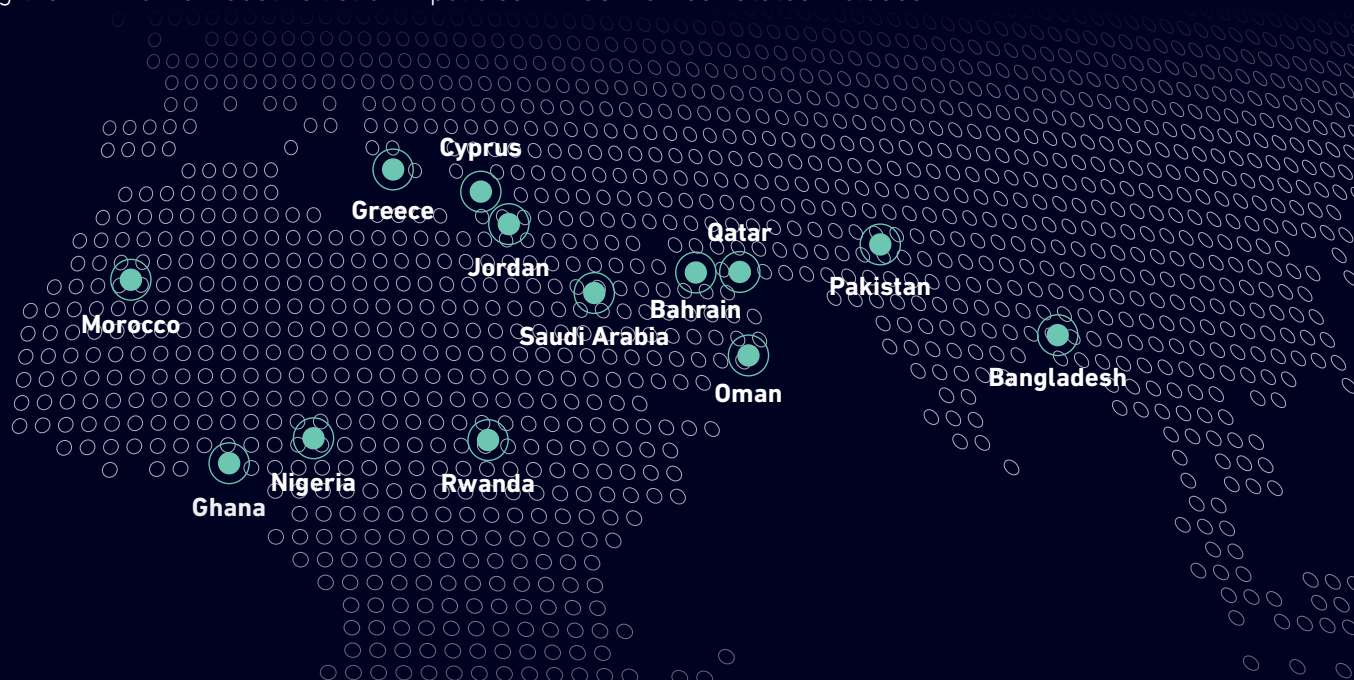 Cyprus
Greece
Qatar
Jordan
Pakistan
Bahrain
Morocco
Saudi Arabia
Bangladesh
Oman
Nigeria
Rwanda
Ghana